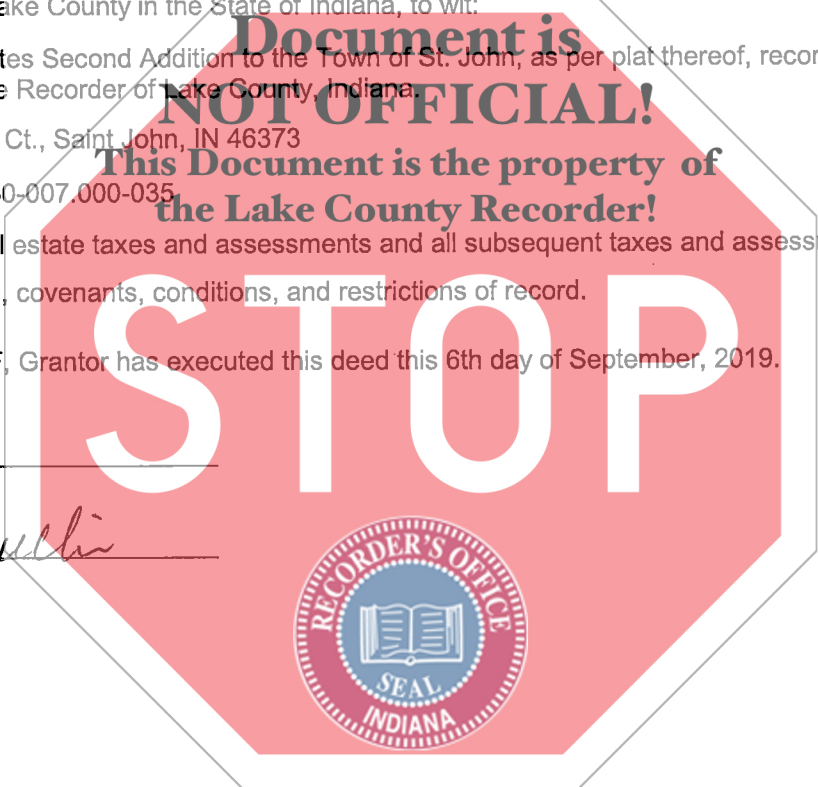 ake County in the State of Indiana, to wit:
Document is
tes Second Addition to the Town of St. John, as per plat thereof, recor
e Recorder of Lake County, Indiana.
NOT OFFICIAL!
Ct., Saint John, IN 46373
This Document is the property of
0-007.000-035
the Lake County Recorder!
l estate taxes and assessments and all subsequent taxes and assess
, covenants, conditions, and restrictions of record.
STOP
, Grantor has executed this deed this 6th day of September, 2019.
RECORDER'S OFFICE
SEAL
INDIANA